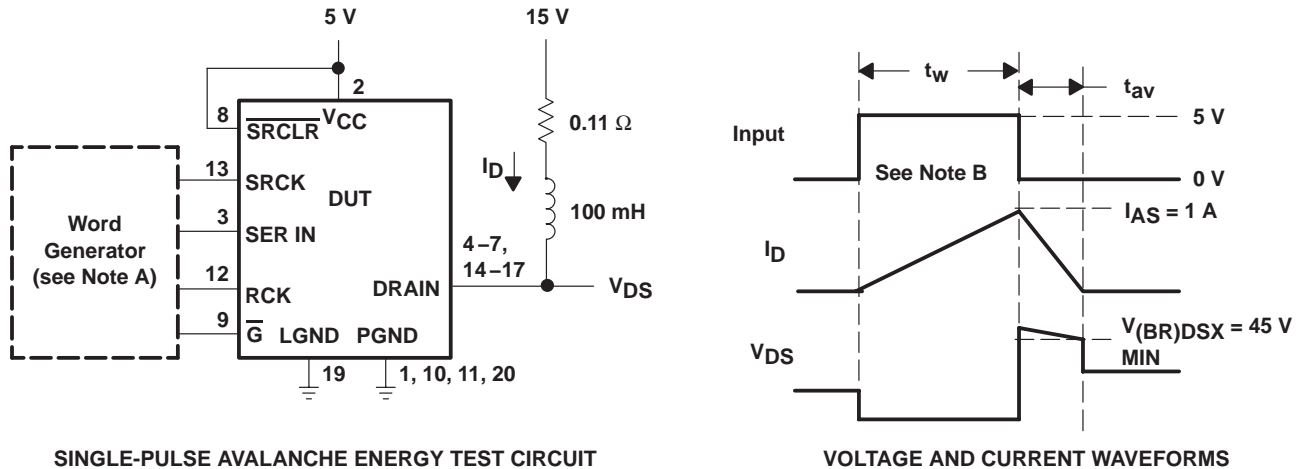 5 V
15 V
2
8
SRCLR
VCC
0.11 Ω
13
SRCK
ID
DUT
Word
Generator
(see Note A)
3
SER IN
100 mH
4–7,
14–17
12
RCK
DRAIN
VDS
9
G
LGND
PGND
19
1, 10, 11, 20
SINGLE-PULSE AVALANCHE ENERGY TEST CIRCUIT
tw
tav
Input
5 V
See Note B
0 V
IAS = 1 A
ID
V(BR)DSX = 45 V
MIN
VDS
VOLTAGE AND CURRENT WAVEFORMS